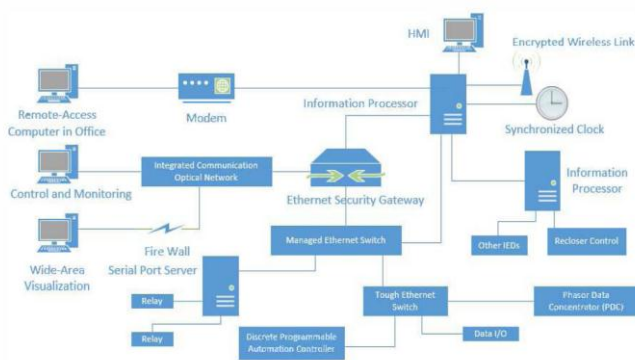 HMI
Encrypted Wireless Link
Information Processor
Remote-Access
Computer in Office
Modem
Synchronized Clock
Integrated Communication
Optical Network
Control and Monitoring
Ethernet Security Gateway
Information
Processor
Managed Ethernet Switch
Other IEDs
Recloser Control
Wide-Area
Visualization
Fire Wall
Serial Port Server
Relay
Relay
Tough Ethernet
Switch
Phasor Data
Concentrator (PDC)
Discrete Programmable
Automation Controller
Data I/O